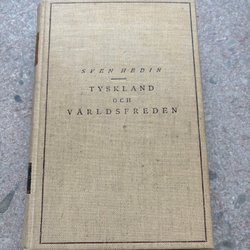 SVEN HEDIN
TYSKLAND
OCH
VÄRLDSFREDEN